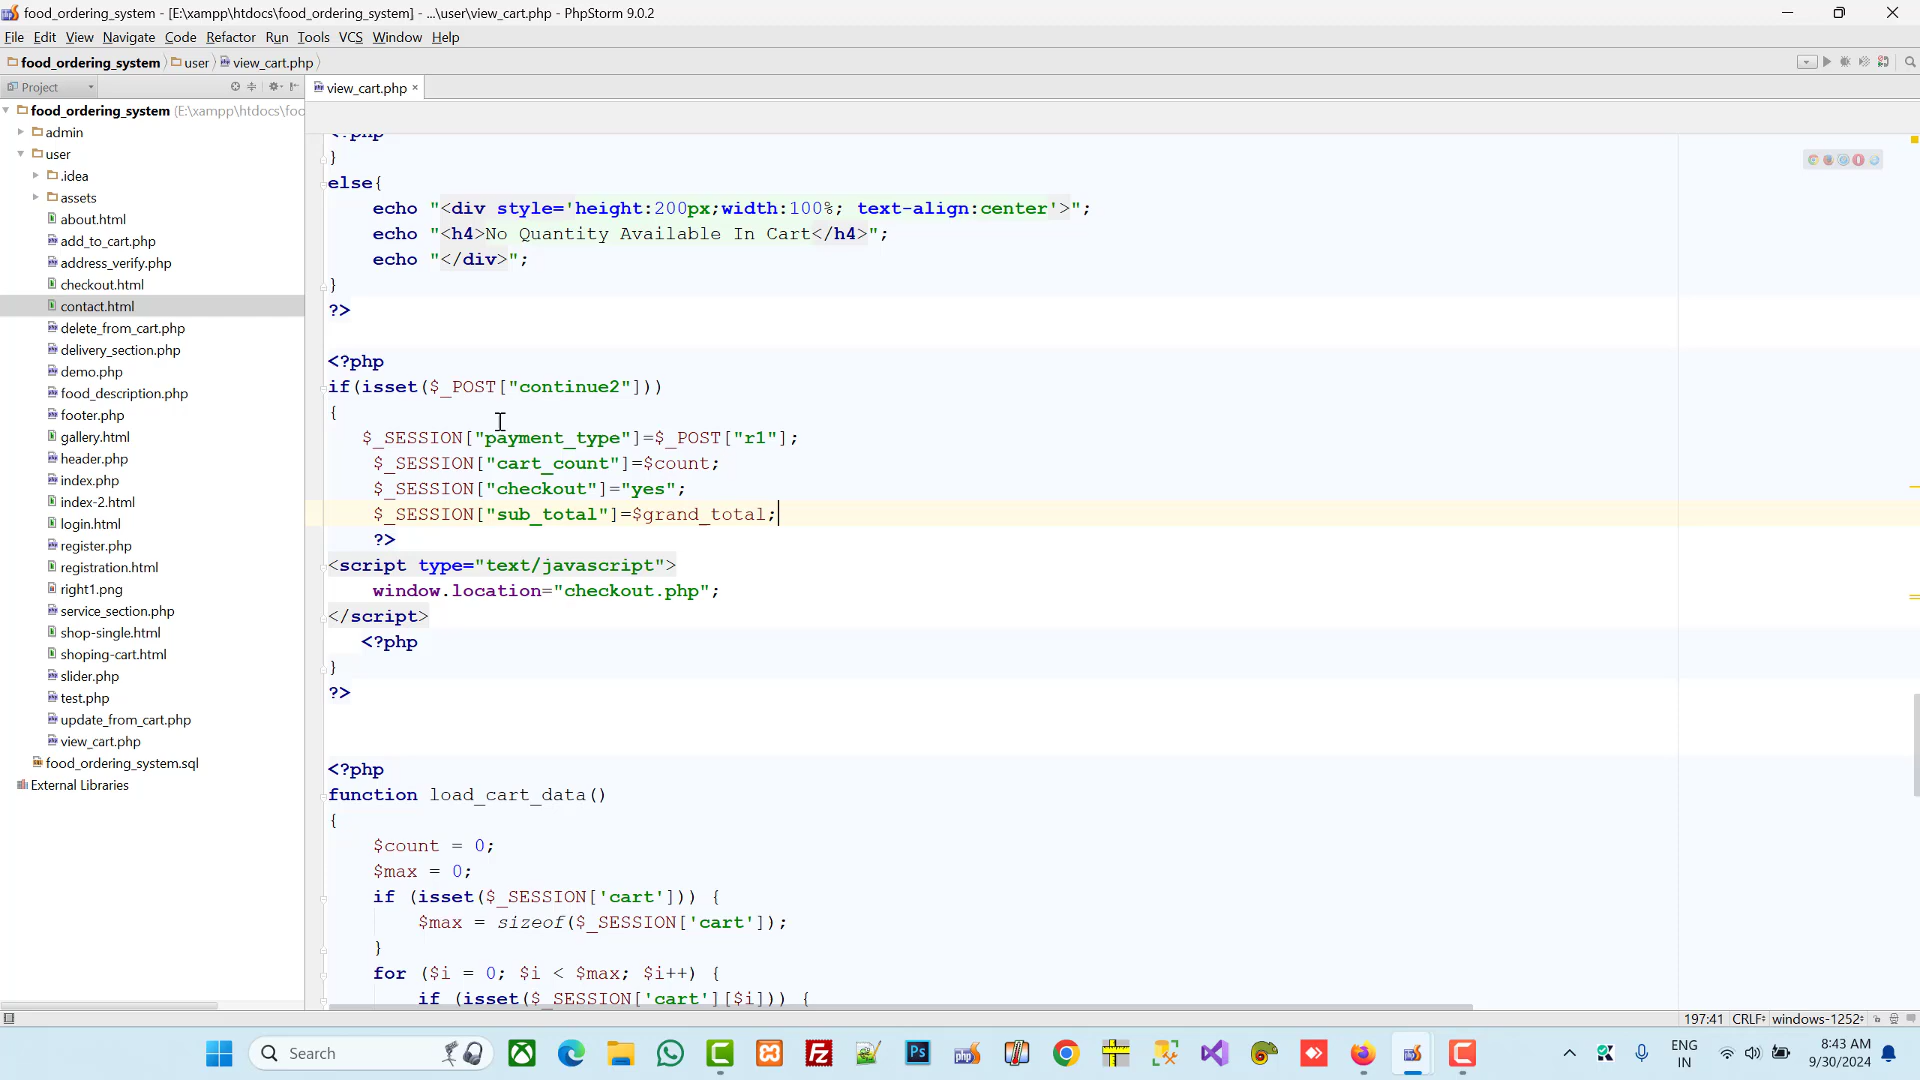 food_ordering_system - [E:\xampp\htdocs\food_ordering_system] - ...\user\view_cart.php - PhpStorm 9.0.2
File Edit View Navigate Code Refactor Run Tools VCS Window Help
food_ordering_system user view_cart.php
Project
view_cart.php
food_ordering_system (E:\xampp\htdocs\foo
admin
user
.idea
assets
about.html
add_to_cart.php
address_verify.php
checkout.html
contact.html
delete_from_cart.php
delivery_section.php
demo.php
food_description.php
footer.php
gallery.html
header.php
index.php
index-2.html
login.html
register.php
registration.html
right1.png
service_section.php
shop-single.html
shoping-cart.html
slider.php
test.php
update_from_cart.php
view_cart.php
food_ordering_system.sql
External Libraries
<?php
}
else{
echo "<div style='height:200px;width:100%; text-align:center'>";
echo "<h4>No Quantity Available In Cart</h4>";
echo "</div>";
}
?>
<?php
if(isset($_POST["continue2"]))
{
$_SESSION["payment_type"]=$_POST["r1"];
$_SESSION["cart_count"]=$count;
$_SESSION["checkout"]="yes";
$_SESSION["sub_total"]=$grand_total;
?>
<script type="text/javascript">
window.location="checkout.php";
</script>
<?php
}
?>
<?php
function load_cart_data()
{
$count = 0;
$max = 0;
if (isset($_SESSION['cart'])) {
$max = sizeof($_SESSION['cart']);
}
for ($i = 0; $i < $max; $i++) {
if (isset($_SESSION['cart'][$i])) {
197:41 CRLF windows-1252
Search
ENG
IN
8:43 AM
9/30/2024